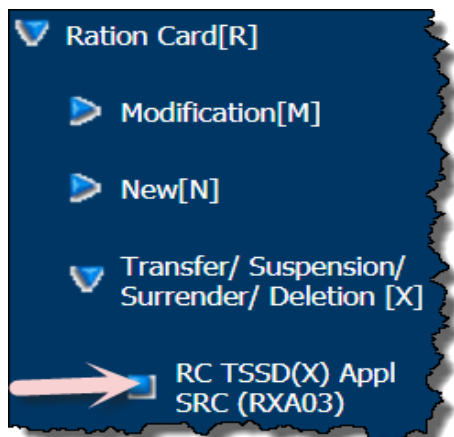 Ration Card[R]
Modification[M]
New[N]
Transfer/ Suspension/
Surrender/ Deletion [X]
RC TSSD(X) Appl
SRC (RXA03)